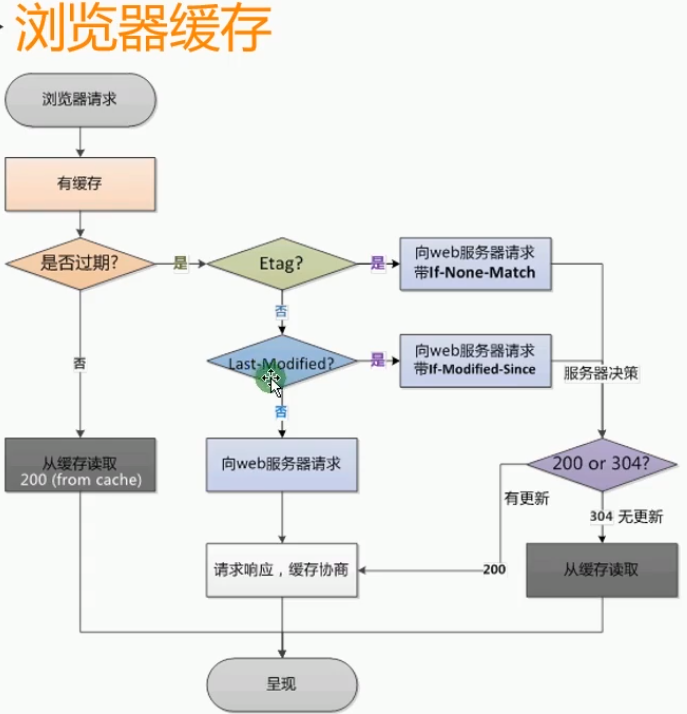 浏览器缓存
浏览器请求
有缓存
是否过期?
是
Etag?
是
向web服务器请求
带If-None-Match
否
否
Last-Modified?
是
向web服务器请求
带If-Modified-Since
服务器决策
否
从缓存读取
200 (from cache)
向web服务器请求
200 or 304?
有更新
304 无更新
请求响应，缓存协商
200
从缓存读取
呈现